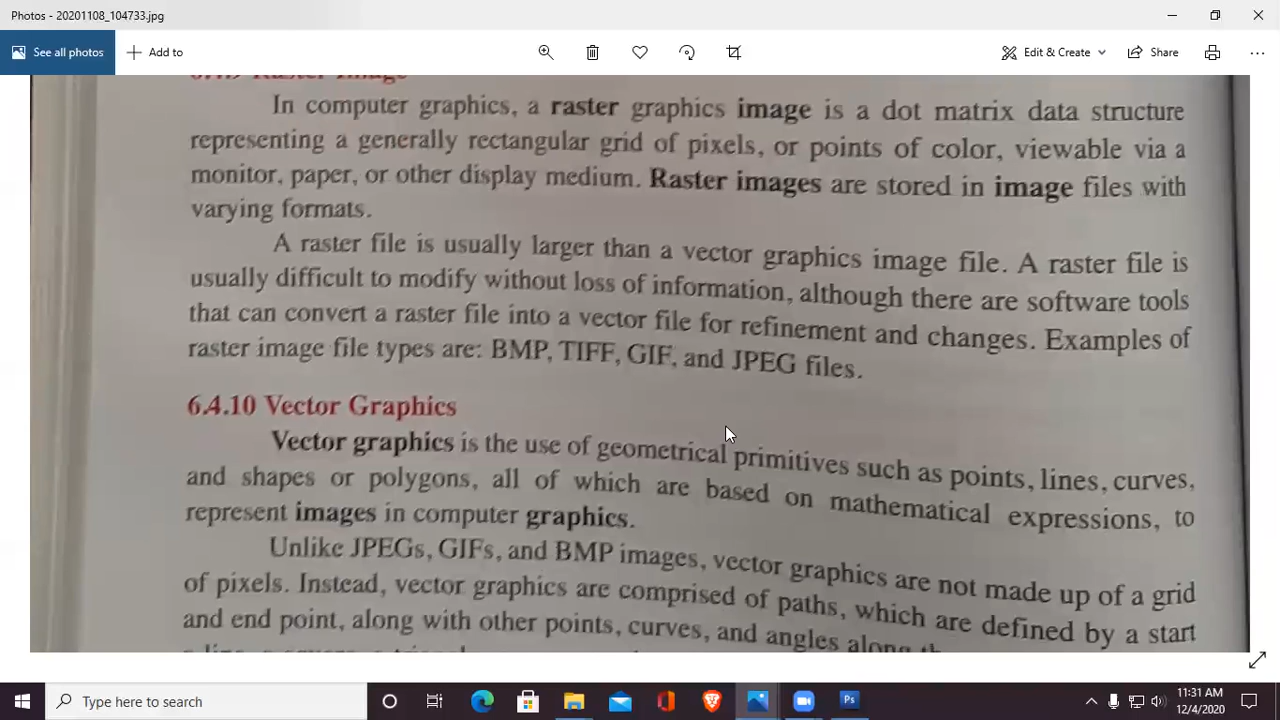 Photos - 20201108_104733.jpg
See all photos
Add to
Edit & Create
Share
Raster Image
In computer graphics, a raster graphics image is a dot matrix data structure
representing a generally rectangular grid of pixels, or points of color, viewable via a
monitor, paper, or other display medium. Raster images are stored in image files with
varying formats.
A raster file is usually larger than a vector graphics image file. A raster file is
usually difficult to modify without loss of information, although there are software tools
that can convert a raster file into a vector file for refinement and changes. Examples of
raster image file types are: BMP, TIFF, GIF, and JPEG files.
6.4.10 Vector Graphics
Vector graphics is the use of geometrical primitives such as points, lines, curves,
and shapes or polygons, all of which are based on mathematical expressions, to
represent images in computer graphics.
Unlike JPEGs, GIFs, and BMP images, vector graphics are not made up of a grid
of pixels. Instead, vector graphics are comprised of paths, which are defined by a start
and end point, along with other points, curves, and angles along
Type here to search
Ps
11:31 AM
12/4/2020